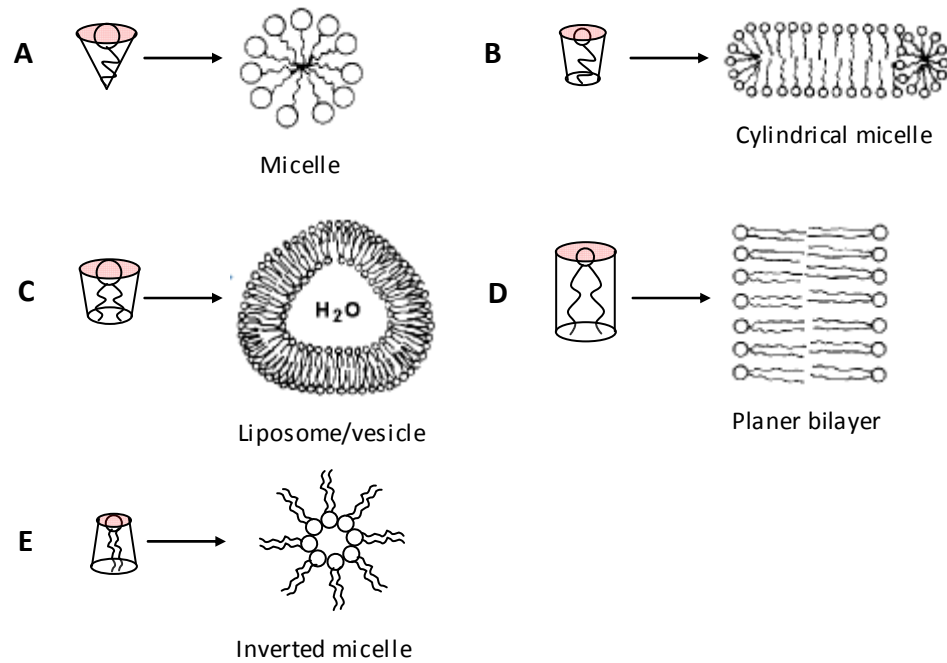 A
Micelle
B
Cylindrical micelle
C
H2O
Liposome/vesicle
D
Planer bilayer
E
Inverted micelle